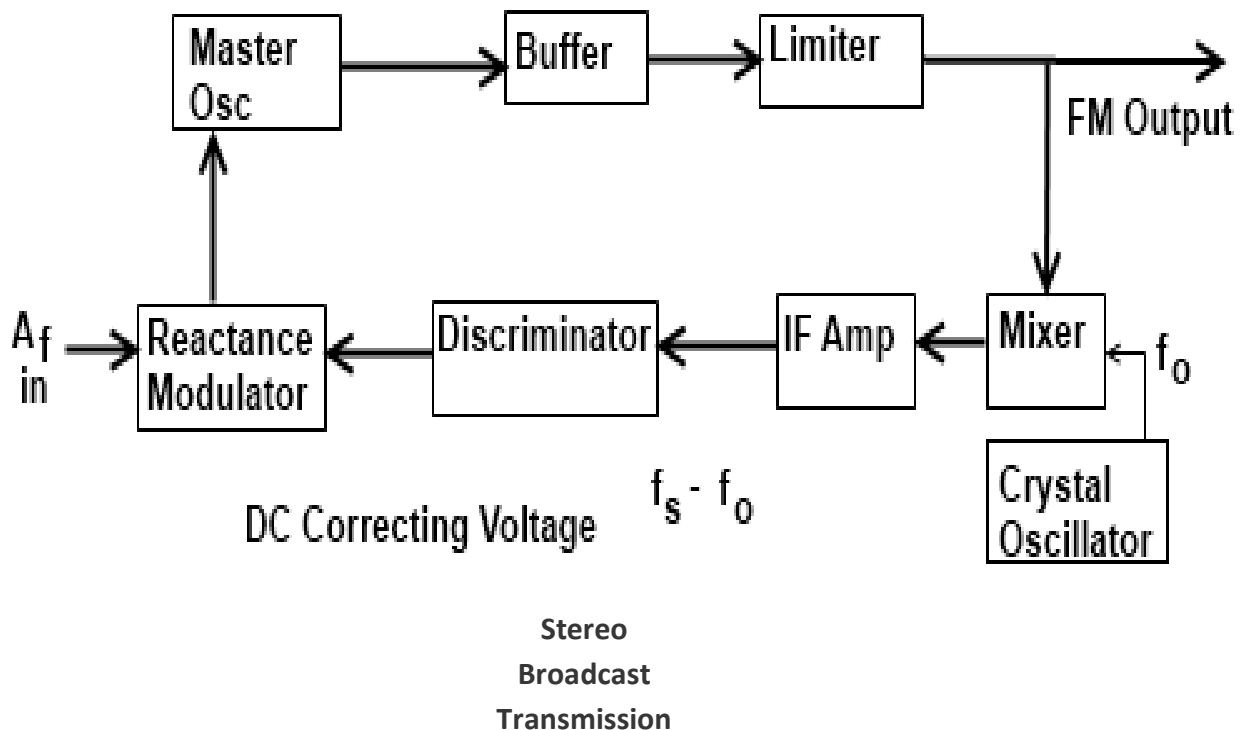 Master
Osc
Buffer
Limiter
FM Output
A f
in
Reactance
Modulator
Discriminator
IF Amp
Mixer
f o
Crystal
Oscillator
DC Correcting Voltage
f s - f o
Stereo
Broadcast
Transmission